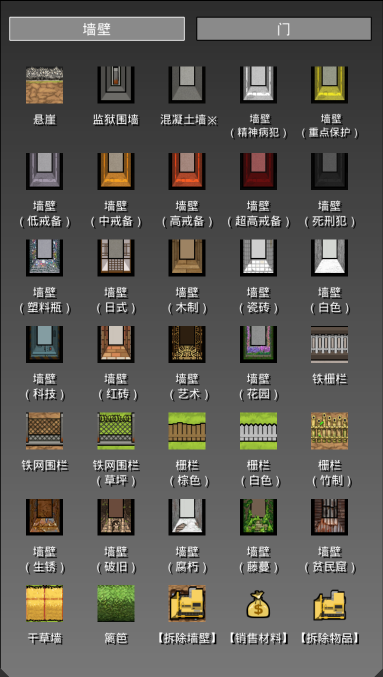 墙壁 门
悬崖 监狱围墙 混凝土墙※ 墙壁 墙壁
（精神病犯） （重点保护）
墙壁 墙壁 墙壁 墙壁 墙壁
（低戒备） （中戒备） （高戒备） （超高戒备） （死刑犯）
墙壁 墙壁 墙壁 墙壁 墙壁
（塑料瓶） （日式） （木制） （瓷砖） （白色）
墙壁 墙壁 墙壁 墙壁 铁栅栏
（科技） （红砖） （艺术） （花园）
铁网围栏 铁网围栏 栅栏 栅栏 栅栏
（草坪） （棕色） （白色） （竹制）
墙壁 墙壁 墙壁 墙壁 墙壁
（生锈） （破旧） （腐朽） （藤蔓） （贫民窟）
干草墙 篱笆 【拆除墙壁】 【销售材料】 【拆除物品】